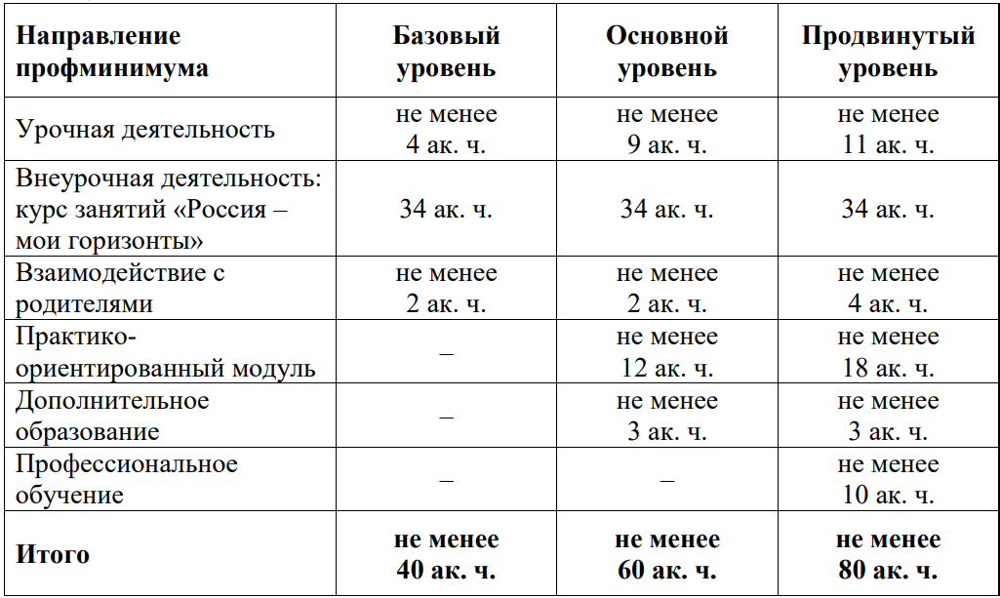 Направление
профминимума
Базовый
уровень
Основной
уровень
Продвинутый
уровень
Урочная деятельность
не менее
4 ак. ч.
не менее
9 ак. ч.
не менее
11 ак. ч.
Внеурочная деятельность:
курс занятий «Россия –
мои горизонты»
34 ак. ч.
34 ак. ч.
34 ак. ч.
Взаимодействие с
родителями
не менее
2 ак. ч.
не менее
2 ак. ч.
не менее
4 ак. ч.
Практико-
ориентированный модуль
–
не менее
12 ак. ч.
не менее
18 ак. ч.
Дополнительное
образование
–
не менее
3 ак. ч.
не менее
3 ак. ч.
Профессиональное
обучение
–
–
не менее
10 ак. ч.
Итого
не менее
40 ак. ч.
не менее
60 ак. ч.
не менее
80 ак. ч.